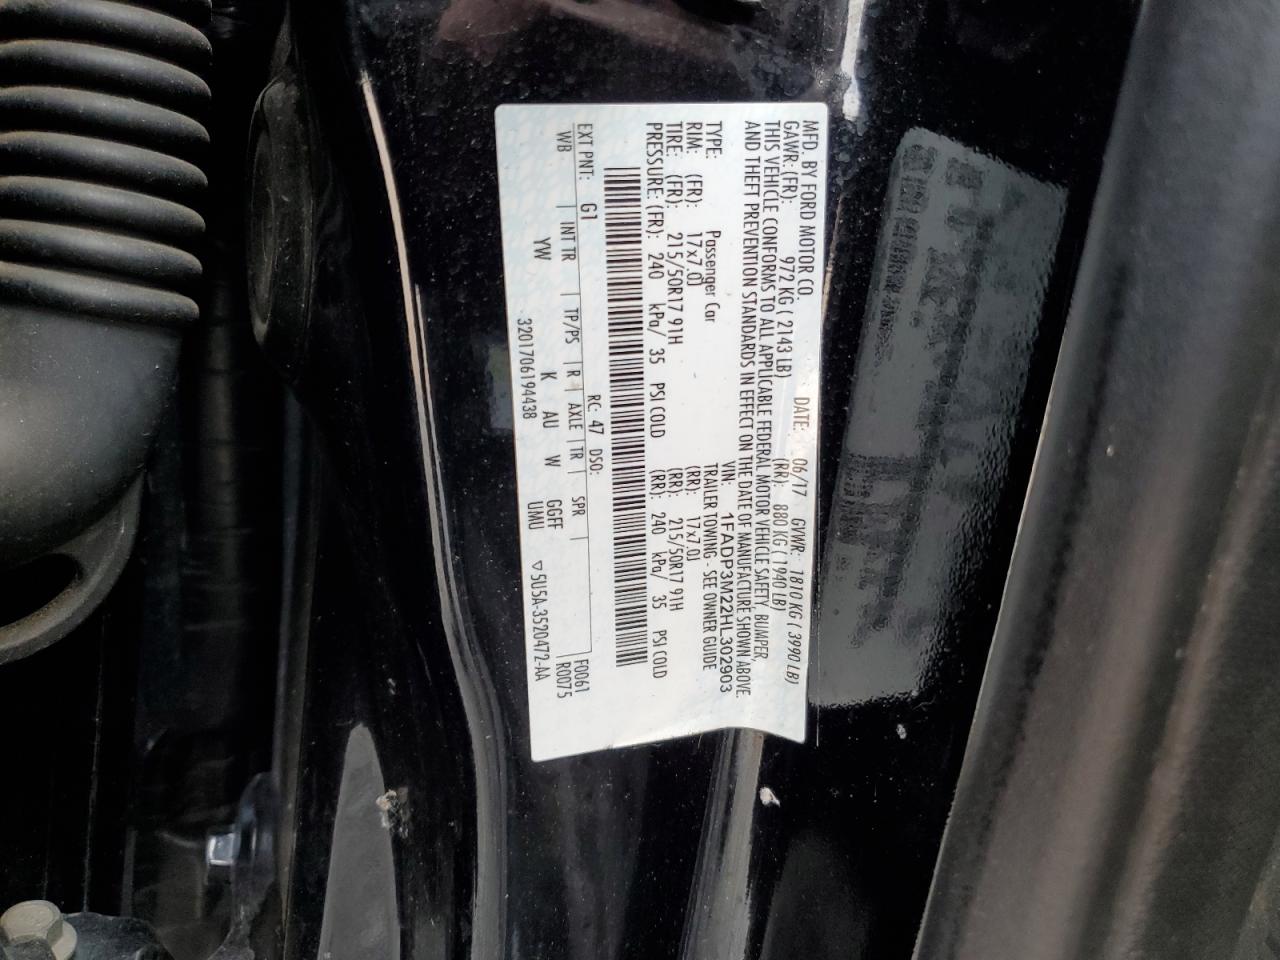 MFD. BY FORD MOTOR CO.
DATE: 06/17 GVWR: 1810 KG ( 3990 LB)
GAWR: (FR): 972 KG ( 2143 LB) (RR): 880 KG ( 1940 LB)
THIS VEHICLE CONFORMS TO ALL APPLICABLE FEDERAL MOTOR VEHICLE SAFETY, BUMPER,
AND THEFT PREVENTION STANDARDS IN EFFECT ON THE DATE OF MANUFACTURE SHOWN ABOVE.
VIN: 1FADP3M22HL302903
TYPE: Passenger Car TRAILER TOWING - SEE OWNER GUIDE
RIM: (FR): 17x7.0J (RR): 17x7.0J
TIRE: (FR): 215/50R17 91H (RR): 215/50R17 91H
PRESSURE: (FR): 240 kPa/ 35 PSI COLD (RR): 240 kPa/ 35 PSI COLD
EXT PNT: G1 RC: 47 DSO: F0061
WB INT TR TP/PS R AXLE TR SPR R0075
YW K AU W GGFF
UMU
3201706194438 ▽5U5A-3520472-AA